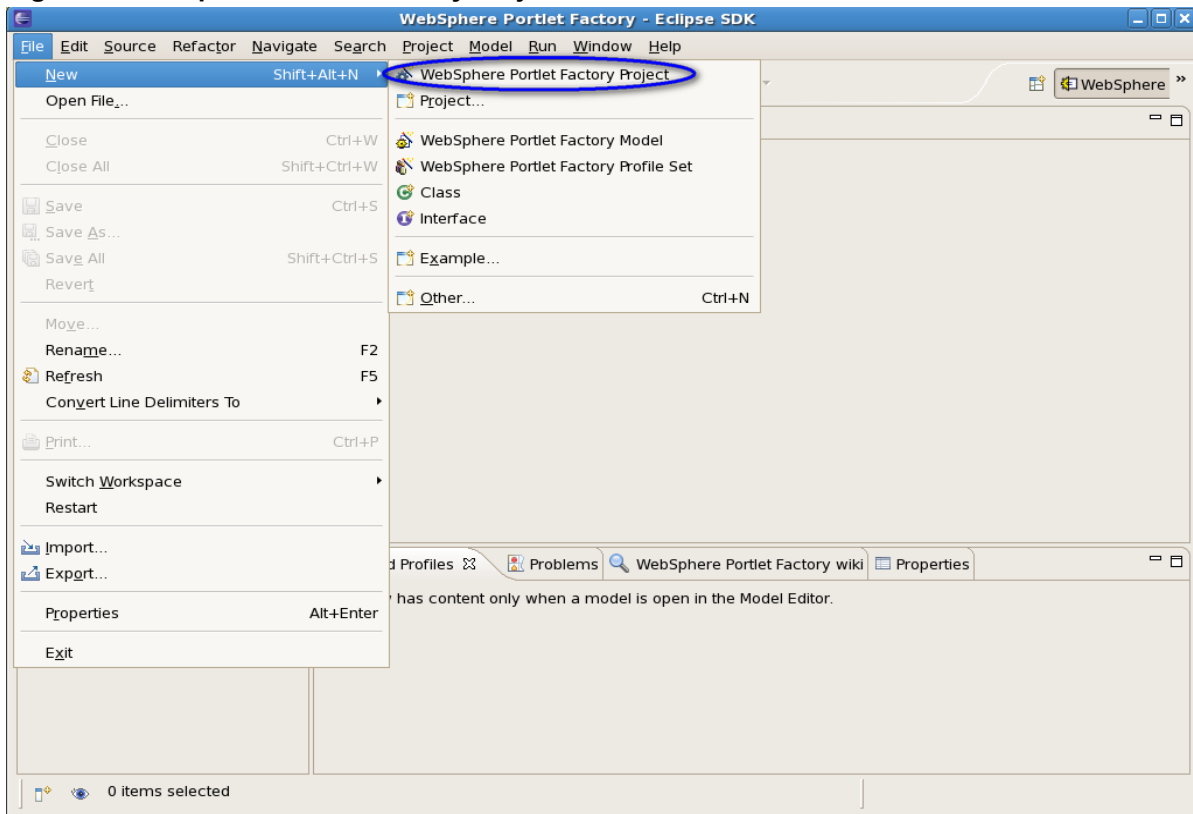 WebSphere Portlet Factory - Eclipse SDK
File Edit Source Refactor Navigate Search Project Model Run Window Help
New Shift+Alt+N
Open File...
Close Ctrl+W
Close All Shift+Ctrl+W
Save Ctrl+S
Save As...
Save All Shift+Ctrl+S
Revert
Move...
Rename... F2
Refresh F5
Convert Line Delimiters To
Print... Ctrl+P
Switch Workspace
Restart
Import...
Export...
Properties Alt+Enter
Exit
WebSphere Portlet Factory Project
Project...
WebSphere Portlet Factory Model
WebSphere Portlet Factory Profile Set
Class
Interface
Example...
Other... Ctrl+N
WebSphere »
d Profiles Problems WebSphere Portlet Factory wiki Properties
has content only when a model is open in the Model Editor.
0 items selected